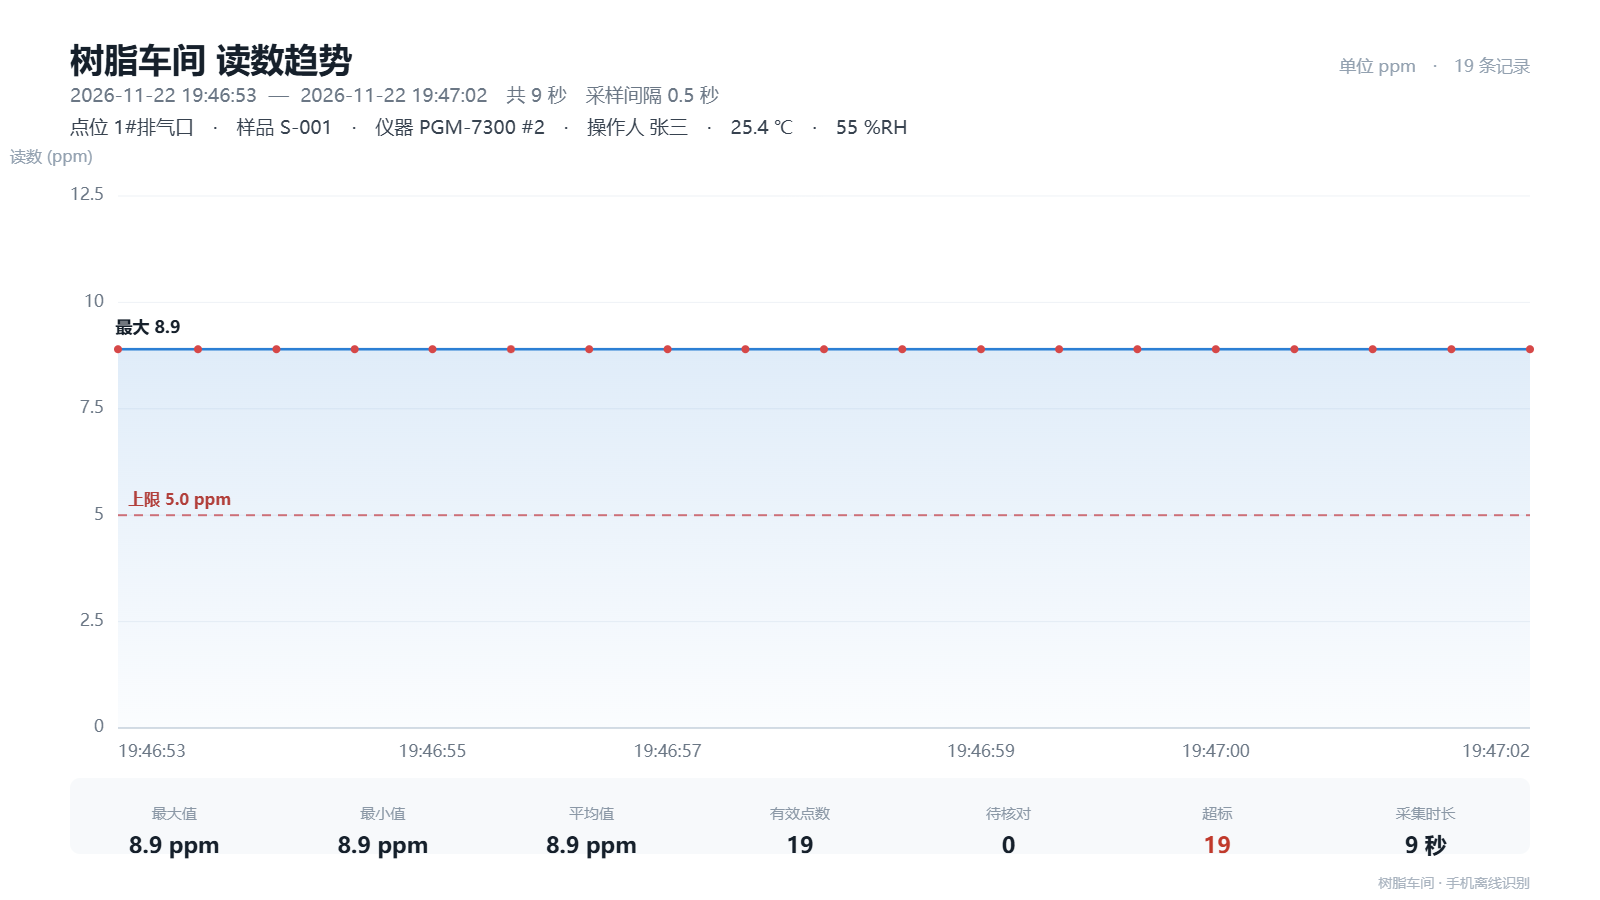 树脂车间 读数趋势
单位 ppm · 19 条记录
2026-11-22 19:46:53 — 2026-11-22 19:47:02 共 9 秒 采样间隔 0.5 秒
点位 1#排气口 · 样品 S-001 · 仪器 PGM-7300 #2 · 操作人 张三 · 25.4 ℃ · 55 %RH
读数 (ppm)
12.5
10
最大 8.9
7.5
上限 5.0 ppm
5
2.5
0
19:46:53 19:46:55 19:46:57 19:46:59 19:47:00 19:47:02
最大值 最小值 平均值 有效点数 待核对 超标 采集时长
8.9 ppm 8.9 ppm 8.9 ppm 19 0 19 9 秒
树脂车间 · 手机离线识别